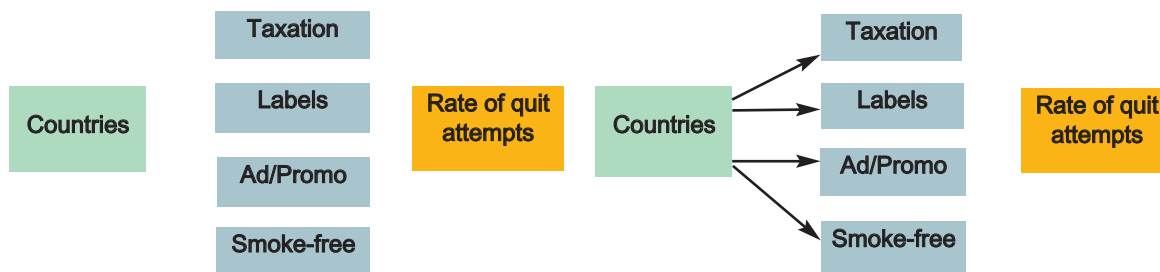 Countries
Taxation
Labels
Ad/Promo
Smoke-free
Rate of quit
attempts
Countries
Taxation
Labels
Ad/Promo
Smoke-free
Rate of quit
attempts